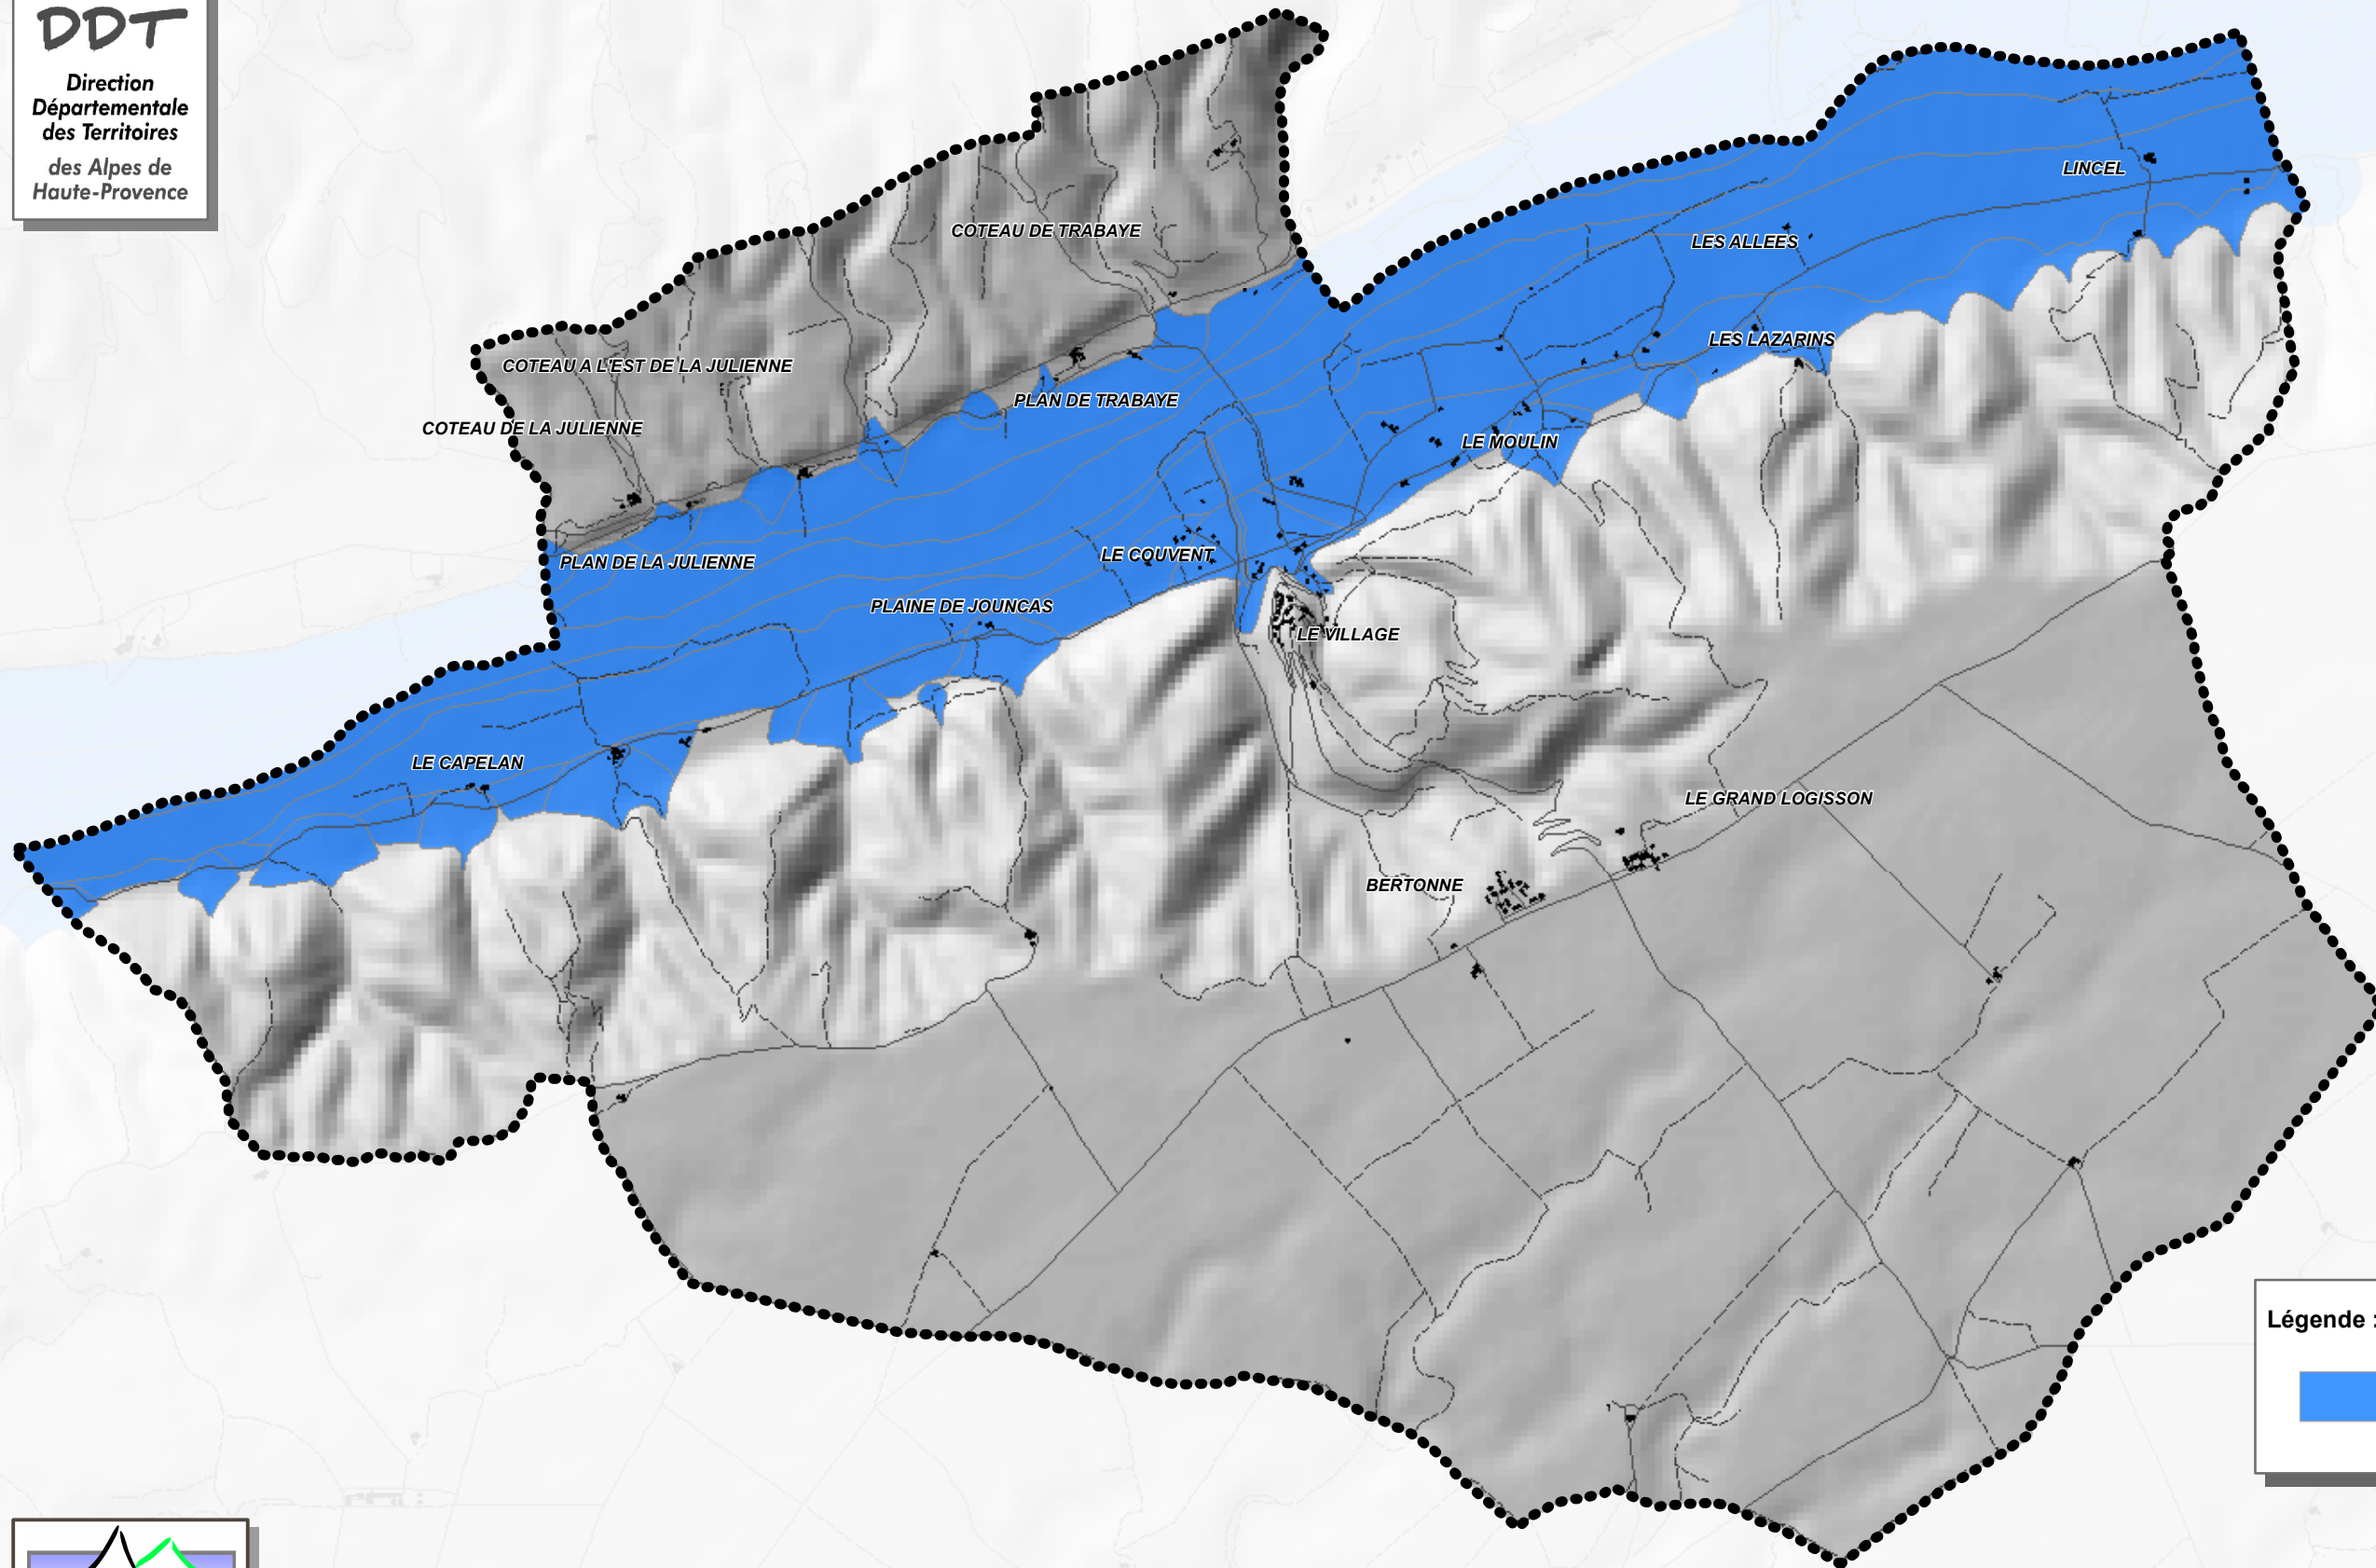 DDT
Direction
Départementale
des Territoires
des Alpes de
Haute-Provence
LINCEL
COTEAU DE TRABAYE
LES ALLEES
LES LAZARINS
COTEAU A L'EST DE LA JULIENNE
PLAN DE TRABAYE
COTEAU DE LA JULIENNE
LE MOULIN
LE COUVENT
PLAN DE LA JULIENNE
PLAINE DE JOUNCAS
LE VILLAGE
LE CAPELAN
LE GRAND LOGISSON
BERTONNE
Légende :